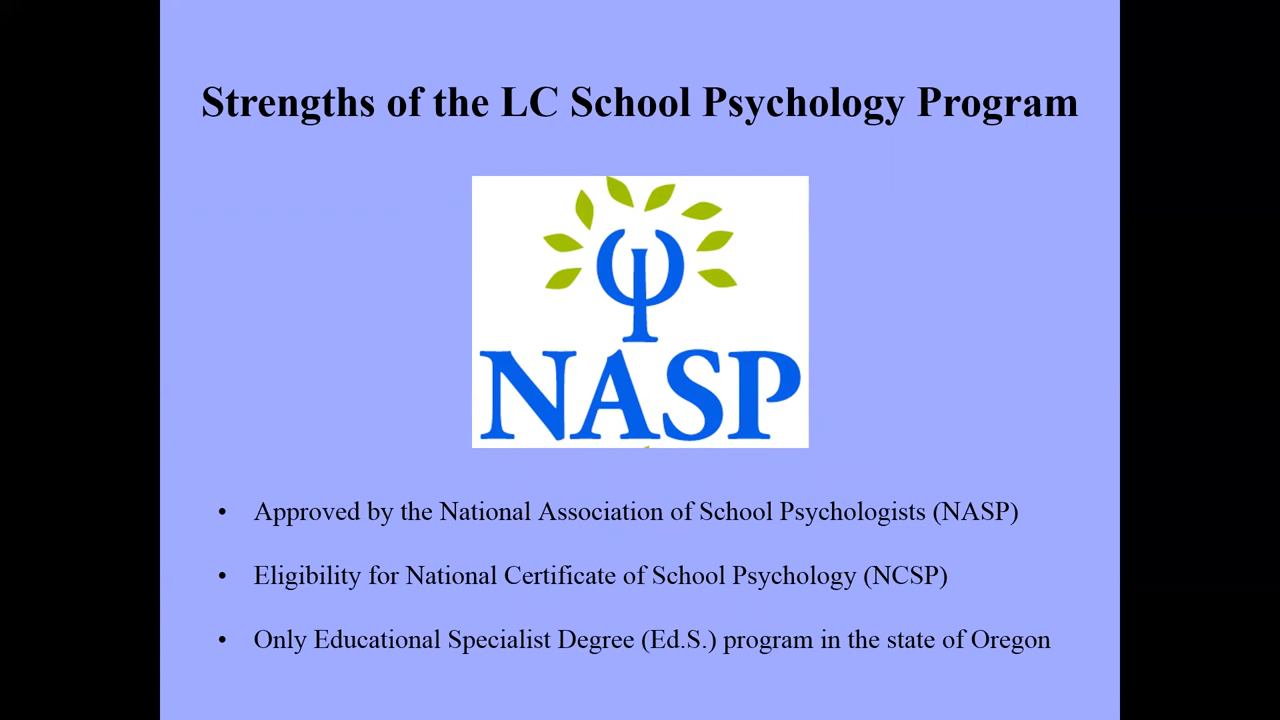 Strengths of the LC School Psychology Program
NASP
• Approved by the National Association of School Psychologists (NASP)
• Eligibility for National Certificate of School Psychology (NCSP)
• Only Educational Specialist Degree (Ed.S.) program in the state of Oregon